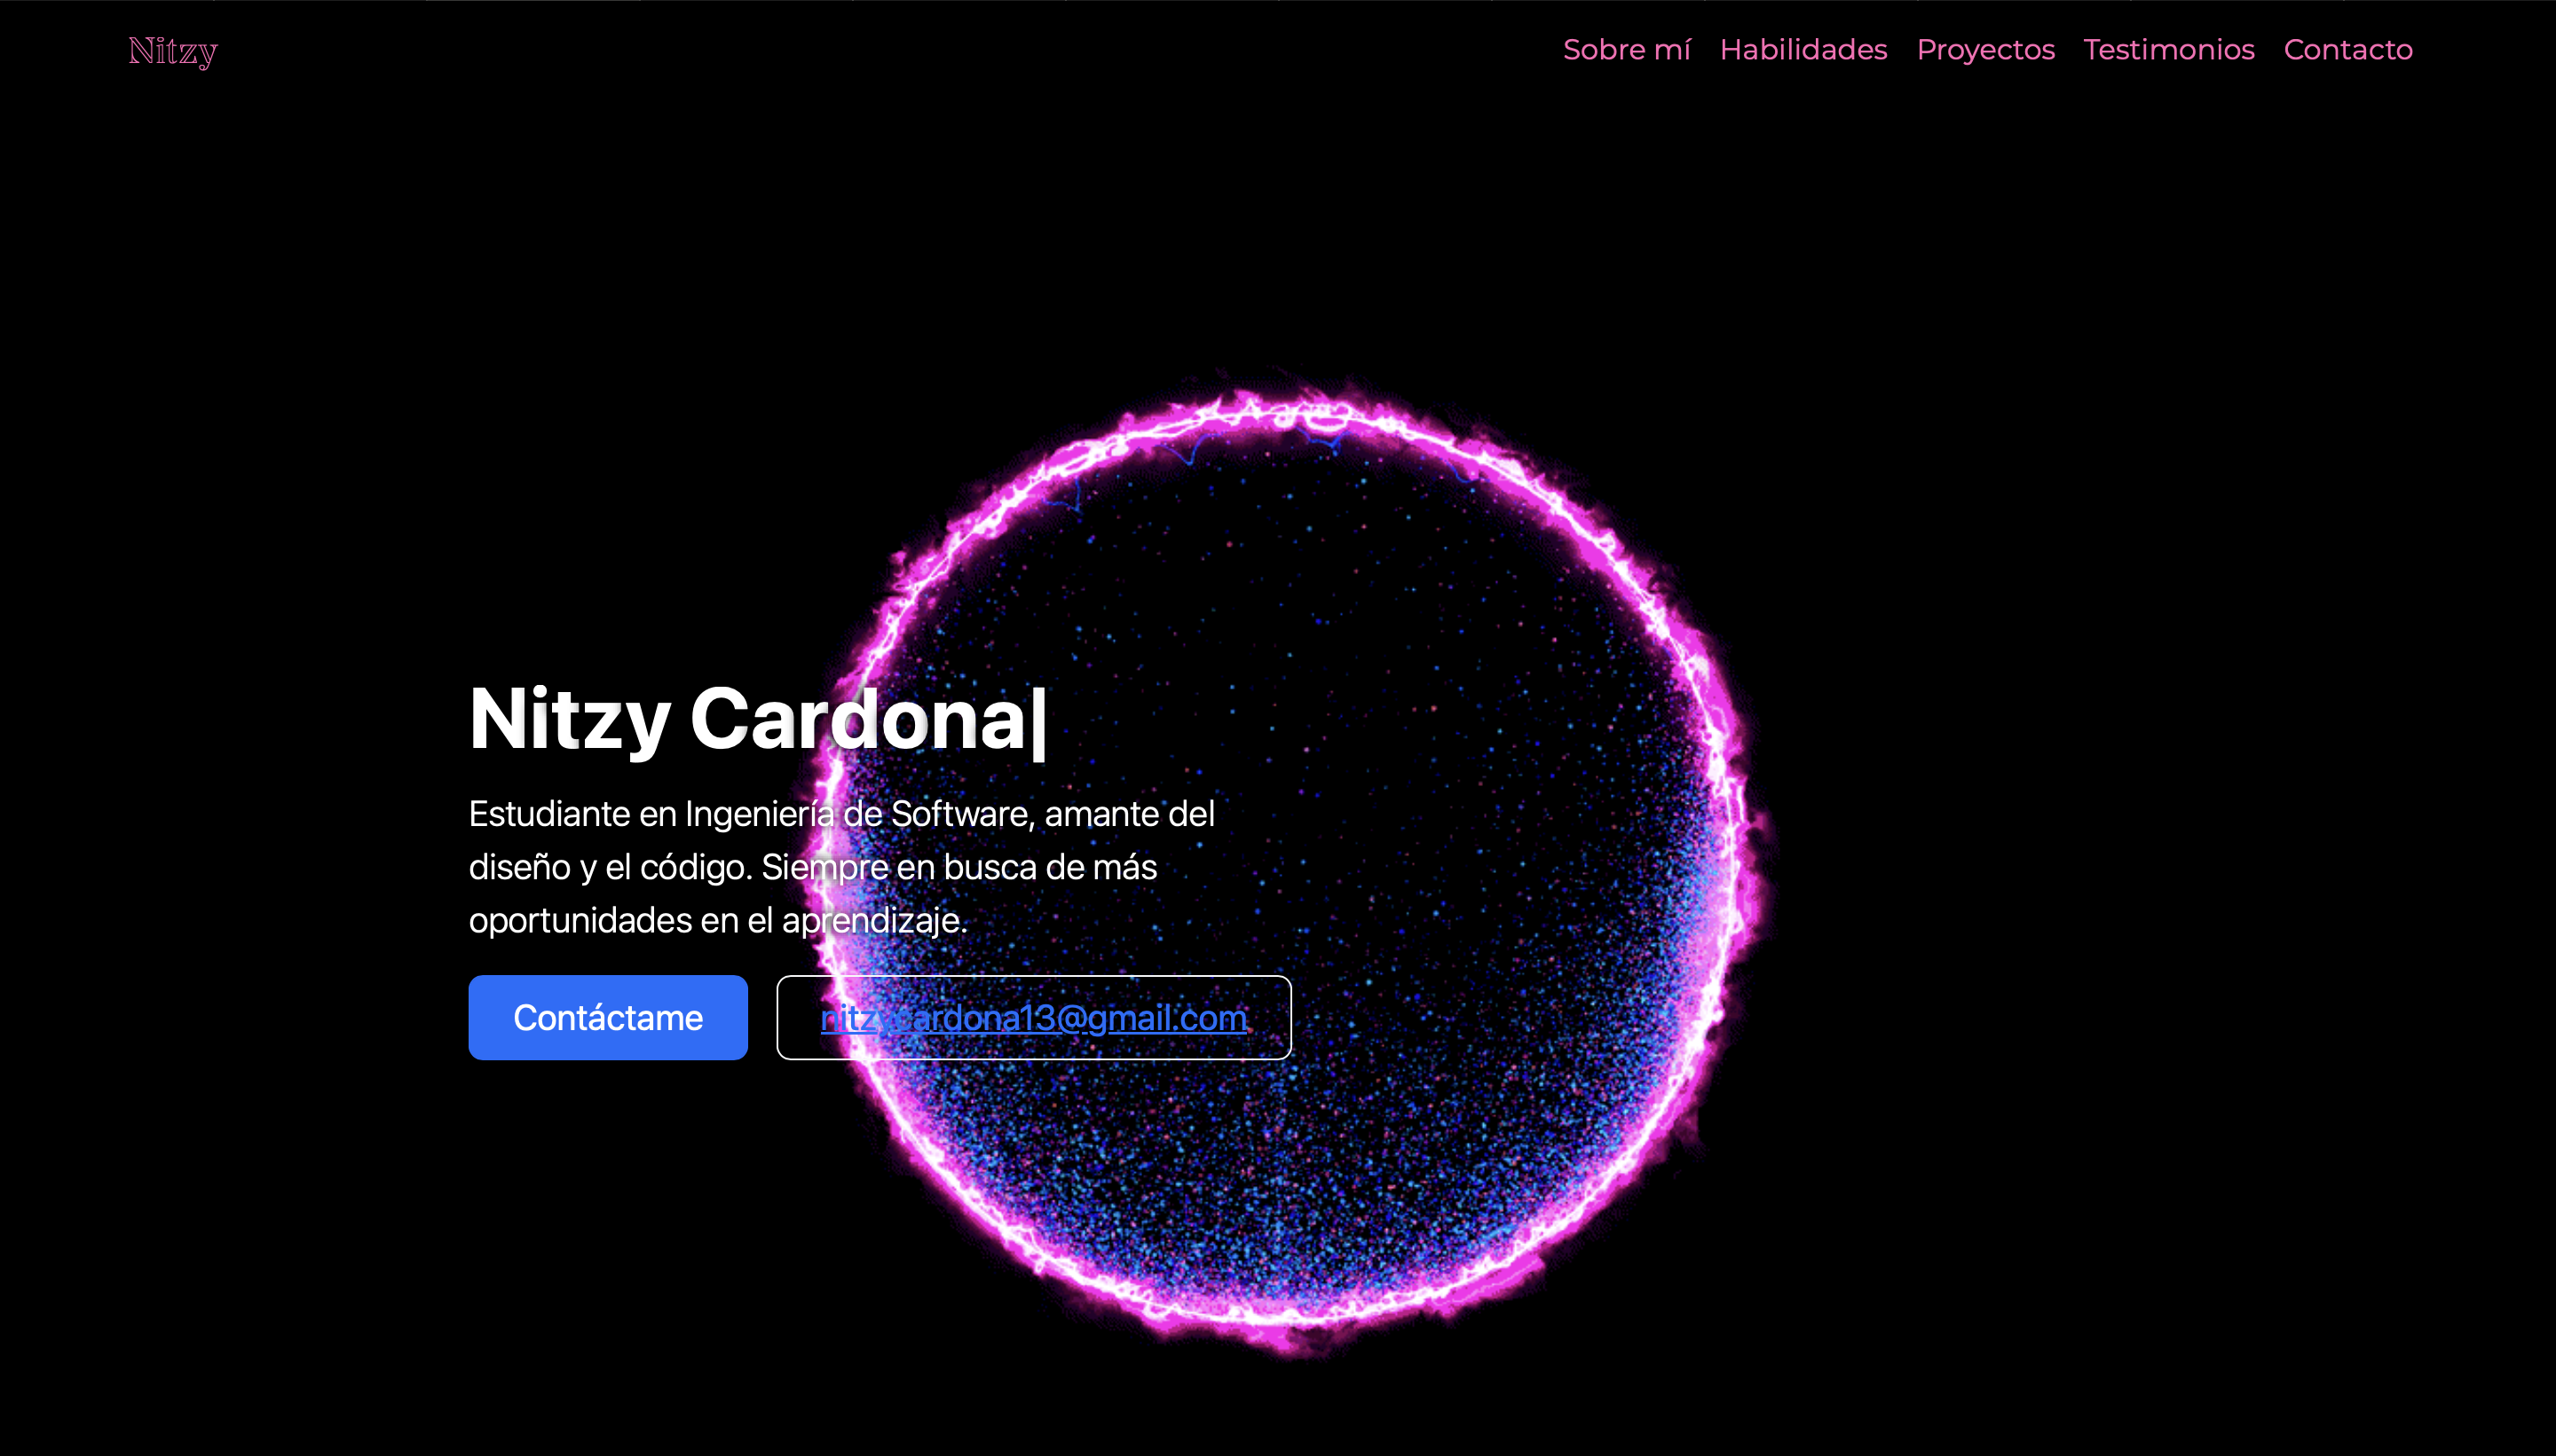 Nitzy
Sobre mí Habilidades Proyectos Testimonios Contacto
Nitzy Cardona|
Estudiante en Ingeniería de Software, amante del
diseño y el código. Siempre en busca de más
oportunidades en el aprendizaje.
Contáctame nitzycardona13@gmail.com